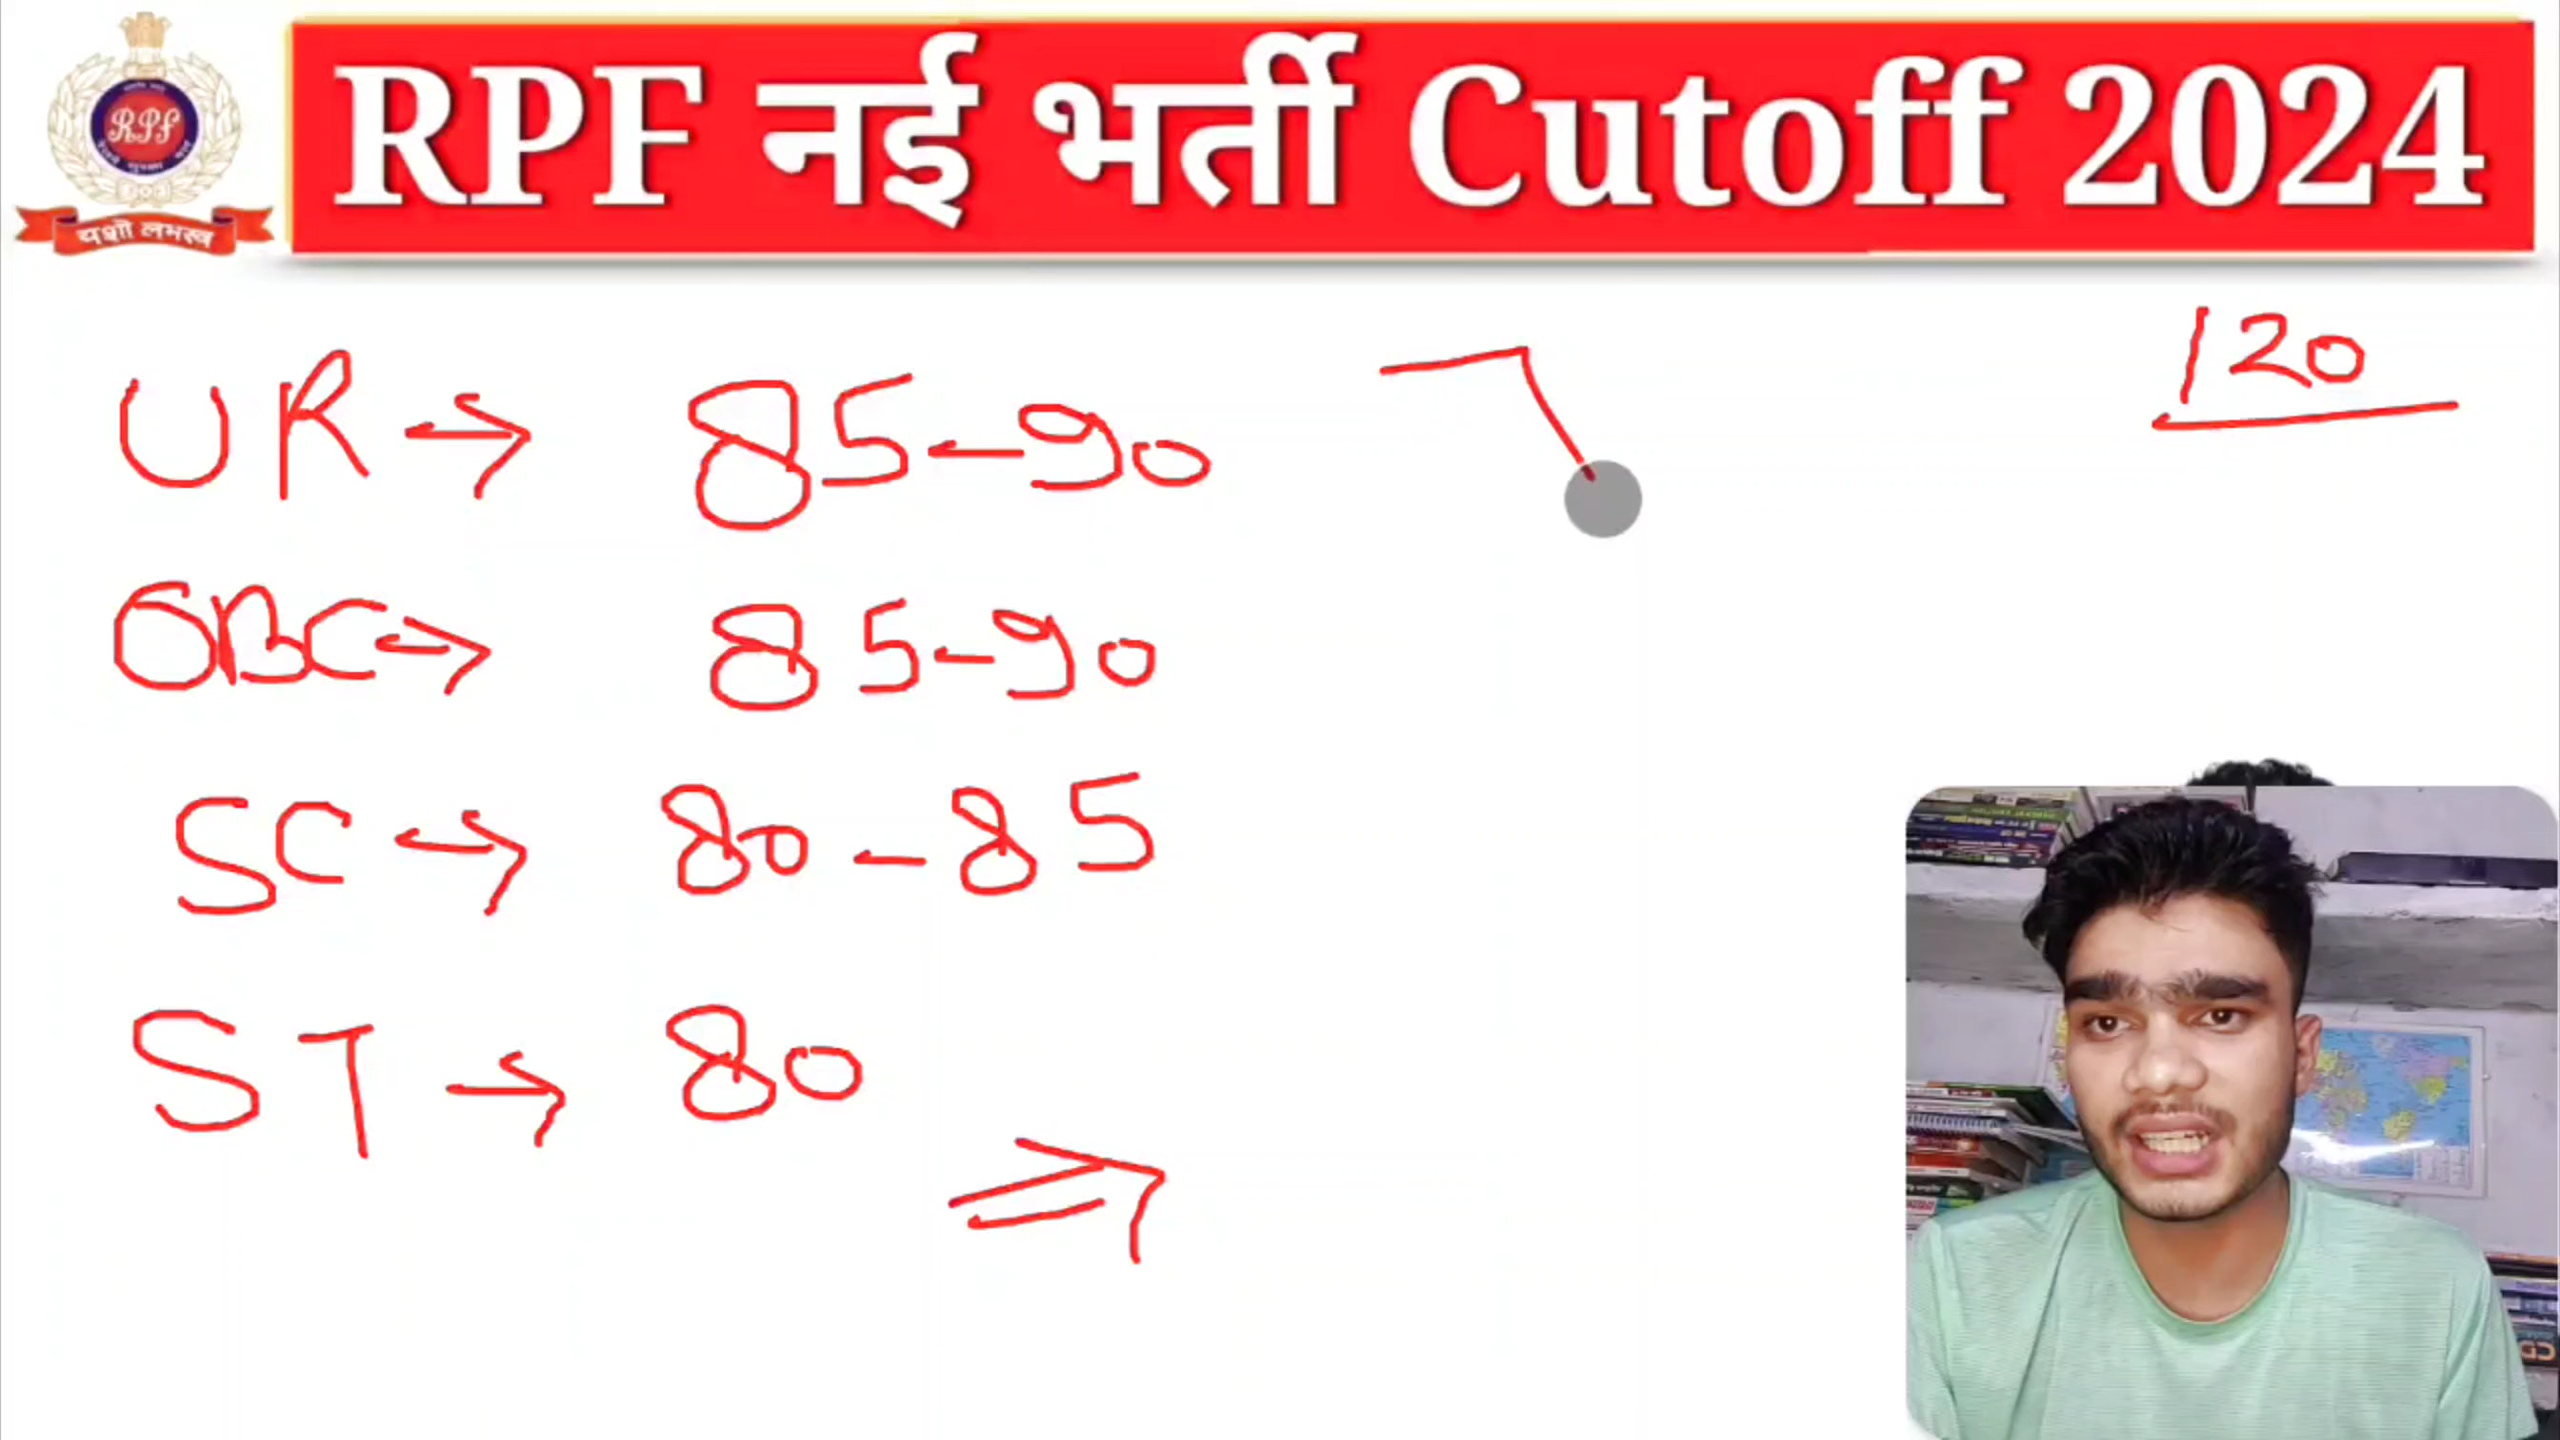 RPF नई भर्ती Cutoff 2024
RPF
यशो लभस्व
120
UR → 85-90
OBC → 85-90
SC → 80-85
ST → 80